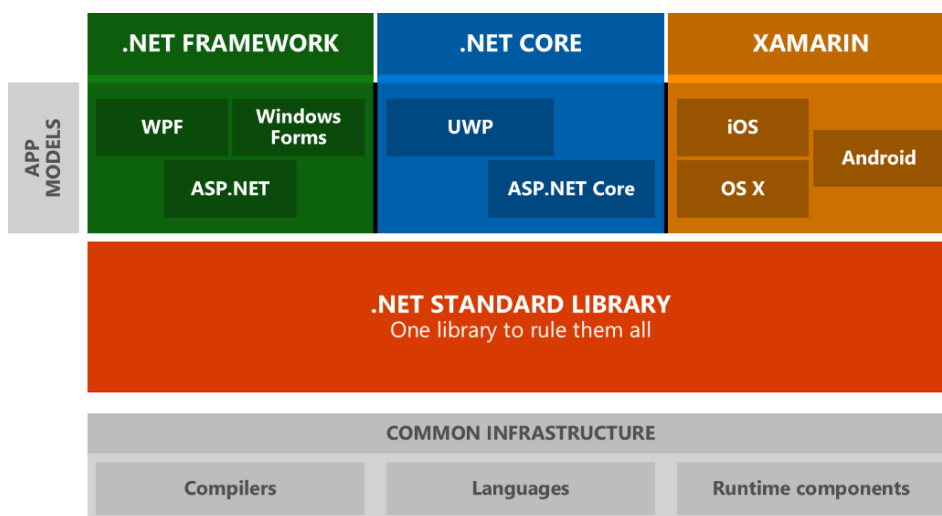 .NET FRAMEWORK
.NET CORE
XAMARIN
APP
MODELS
WPF
Windows
Forms
ASP.NET
UWP
ASP.NET Core
iOS
Android
OS X
.NET STANDARD LIBRARY
One library to rule them all
COMMON INFRASTRUCTURE
Compilers
Languages
Runtime components